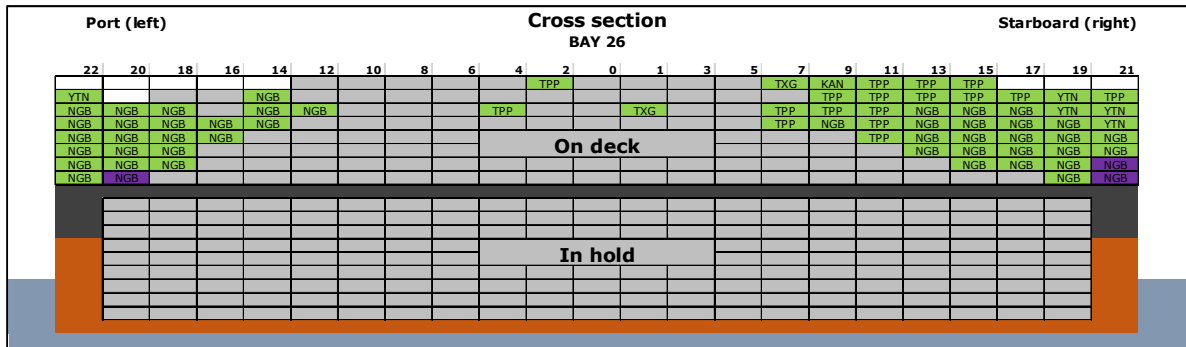 Port (left) Cross section Starboard (right)
BAY 26
22 20 18 16 14 12 10 8 6 4 2 0 1 3 5 7 9 11 13 15 17 19 21
TPP TXG KAN TPP TPP TPP
YTN NGB TPP TPP TPP TPP TPP YTN TPP
NGB NGB NGB NGB NGB TPP TXG TPP TPP TPP NGB NGB NGB YTN YTN
NGB NGB NGB NGB NGB TPP NGB TPP NGB NGB NGB NGB YTN
NGB NGB NGB NGB TPP NGB NGB NGB NGB NGB
On deck
NGB NGB NGB NGB NGB NGB NGB NGB
NGB NGB NGB NGB NGB NGB NGB
NGB NGB NGB NGB
In hold